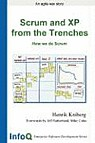 An agile war story
Scrum and XP
from the Trenches
How we do Scrum
Henrik Kniberg
Forewords by Jeff Sutherland, Mike Cohn
InfoQ
Enterprise Software Development Series